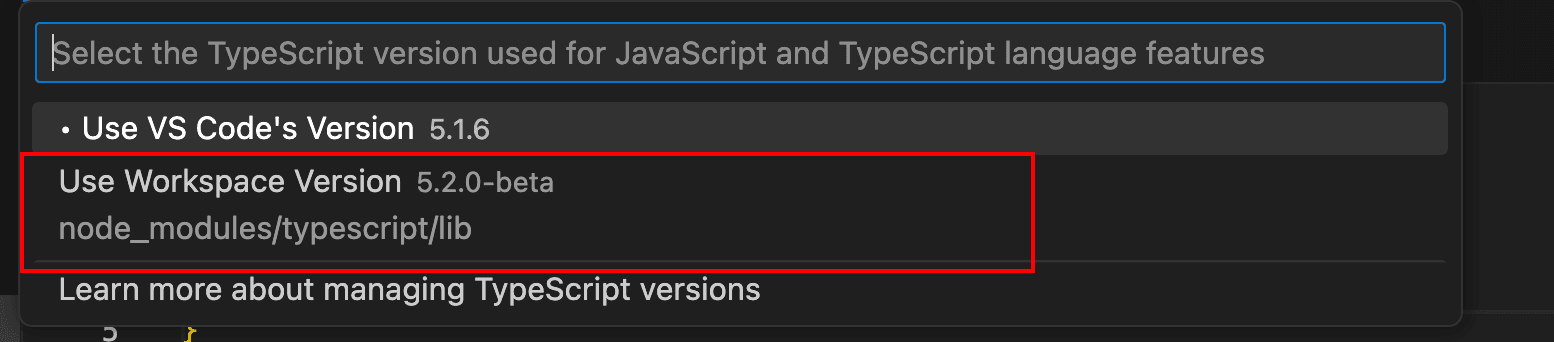 Select the TypeScript version used for JavaScript and TypeScript language features
• Use VS Code's Version 5.1.6
Use Workspace Version 5.2.0-beta
node_modules/typescript/lib
Learn more about managing TypeScript versions
5 }